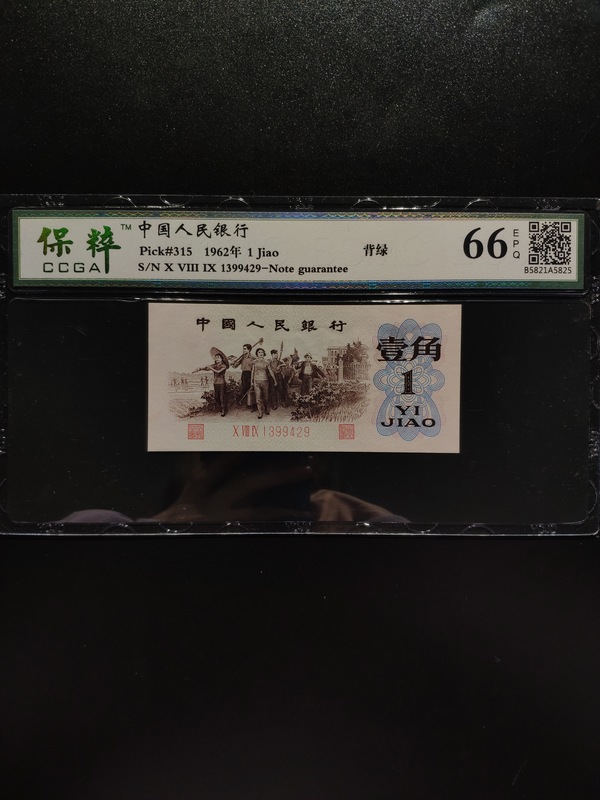 保粹™
CCGA
中国人民银行
Pick#315 1962年 1 Jiao 背绿
S/N X VIII IX 1399429-Note guarantee
66 EPQ
B5821A5825
中國人民銀行
壹角
1
YI
JIAO
X VIII IX 1399429